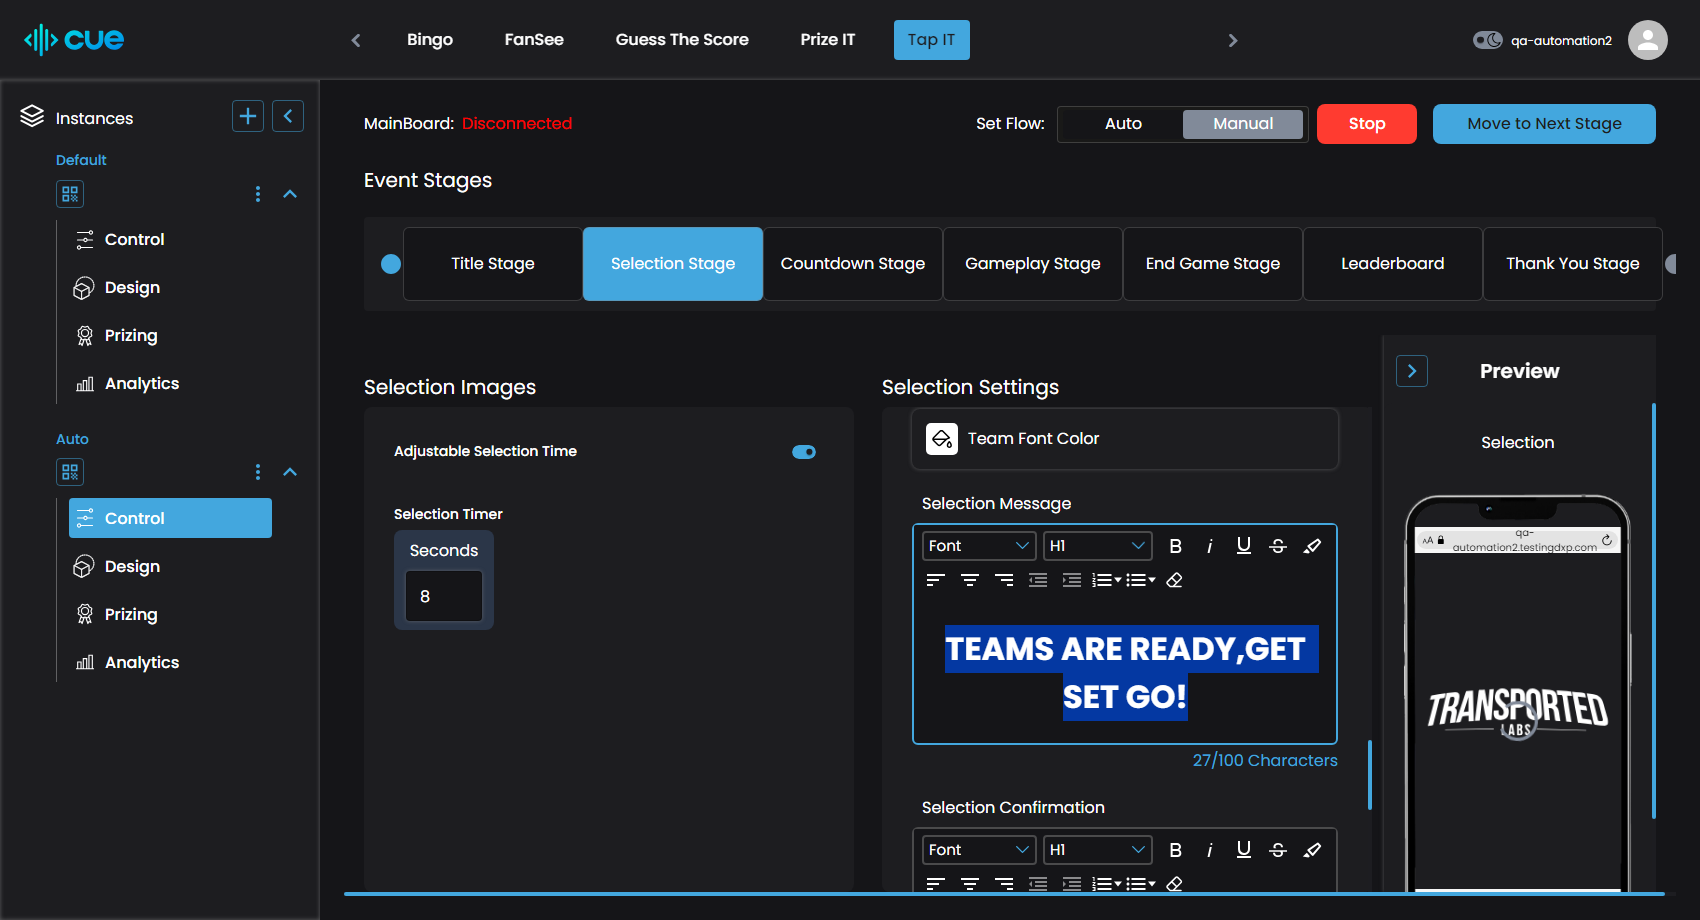 cue
Bingo
FanSee
Guess The Score
Prize IT
Tap IT
qa-automation2
Instances
Default
Control
Design
Prizing
Analytics
Auto
Control
Design
Prizing
Analytics
MainBoard: Disconnected
Set Flow:
Auto
Manual
Stop
Move to Next Stage
Event Stages
Title Stage
Selection Stage
Countdown Stage
Gameplay Stage
End Game Stage
Leaderboard
Thank You Stage
Selection Images
Adjustable Selection Time
Selection Timer
Seconds
8
Selection Settings
Team Font Color
Selection Message
Font
H1
B i U S
TEAMS ARE READY,GET
SET GO!
27/100 Characters
Selection Confirmation
Font
H1
B i U S
Preview
Selection
AA
qa-
automation2.testingdxp.com
TRANSPORTED
LABS